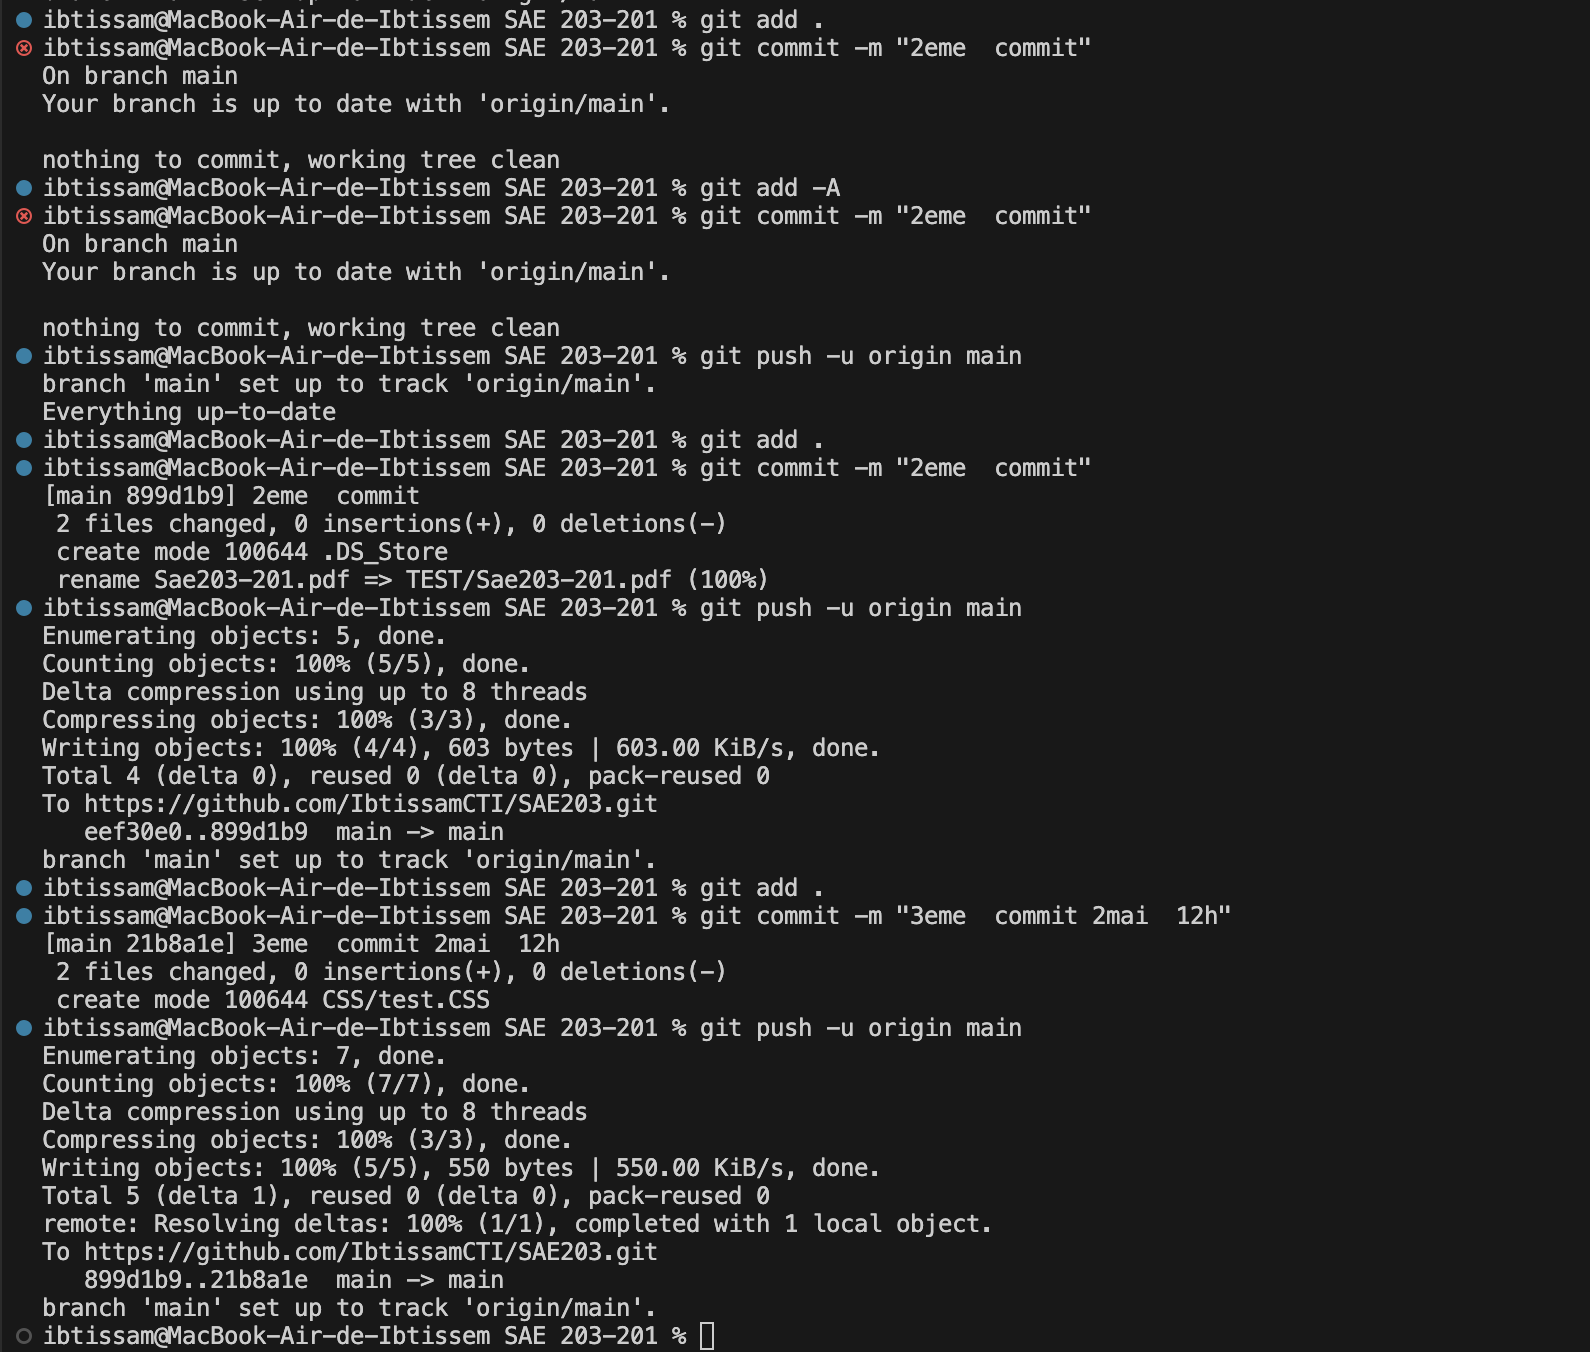 ibtissam@MacBook-Air-de-Ibtissem SAE 203-201 % git add .
ibtissam@MacBook-Air-de-Ibtissem SAE 203-201 % git commit -m "2eme  commit"
On branch main
Your branch is up to date with 'origin/main'.
nothing to commit, working tree clean
ibtissam@MacBook-Air-de-Ibtissem SAE 203-201 % git add -A
ibtissam@MacBook-Air-de-Ibtissem SAE 203-201 % git commit -m "2eme  commit"
On branch main
Your branch is up to date with 'origin/main'.
nothing to commit, working tree clean
ibtissam@MacBook-Air-de-Ibtissem SAE 203-201 % git push -u origin main
branch 'main' set up to track 'origin/main'.
Everything up-to-date
ibtissam@MacBook-Air-de-Ibtissem SAE 203-201 % git add .
ibtissam@MacBook-Air-de-Ibtissem SAE 203-201 % git commit -m "2eme  commit"
[main 899d1b9] 2eme  commit
 2 files changed, 0 insertions(+), 0 deletions(-)
 create mode 100644 .DS_Store
 rename Sae203-201.pdf => TEST/Sae203-201.pdf (100%)
ibtissam@MacBook-Air-de-Ibtissem SAE 203-201 % git push -u origin main
Enumerating objects: 5, done.
Counting objects: 100% (5/5), done.
Delta compression using up to 8 threads
Compressing objects: 100% (3/3), done.
Writing objects: 100% (4/4), 603 bytes | 603.00 KiB/s, done.
Total 4 (delta 0), reused 0 (delta 0), pack-reused 0
To https://github.com/IbtissamCTI/SAE203.git
   eef30e0..899d1b9  main -> main
branch 'main' set up to track 'origin/main'.
ibtissam@MacBook-Air-de-Ibtissem SAE 203-201 % git add .
ibtissam@MacBook-Air-de-Ibtissem SAE 203-201 % git commit -m "3eme  commit 2mai  12h"
[main 21b8a1e] 3eme  commit 2mai  12h
 2 files changed, 0 insertions(+), 0 deletions(-)
 create mode 100644 CSS/test.CSS
ibtissam@MacBook-Air-de-Ibtissem SAE 203-201 % git push -u origin main
Enumerating objects: 7, done.
Counting objects: 100% (7/7), done.
Delta compression using up to 8 threads
Compressing objects: 100% (3/3), done.
Writing objects: 100% (5/5), 550 bytes | 550.00 KiB/s, done.
Total 5 (delta 1), reused 0 (delta 0), pack-reused 0
remote: Resolving deltas: 100% (1/1), completed with 1 local object.
To https://github.com/IbtissamCTI/SAE203.git
   899d1b9..21b8a1e  main -> main
branch 'main' set up to track 'origin/main'.
ibtissam@MacBook-Air-de-Ibtissem SAE 203-201 %